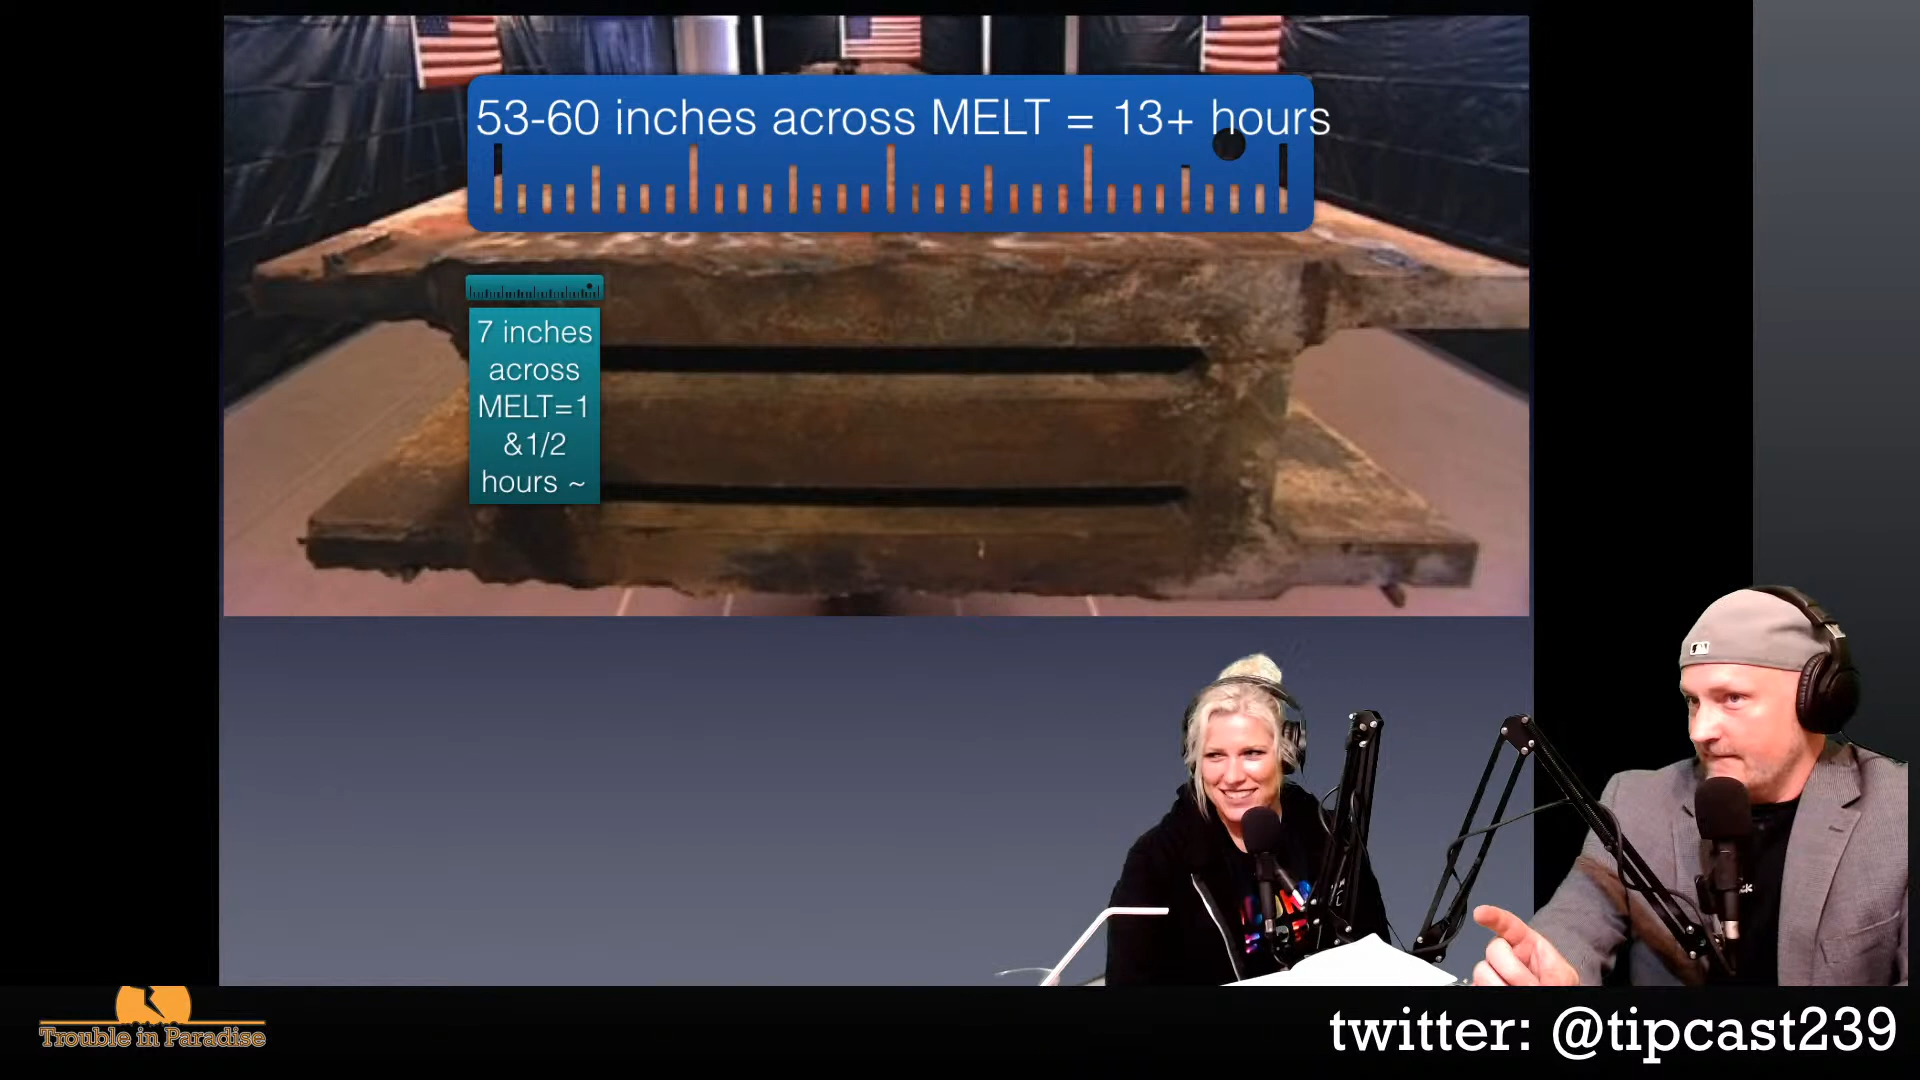 53-60 inches across MELT = 13+ hours
7 inches
across
MELT=1
&1/2
hours ~
Trouble in Paradise
twitter: @tipcast239